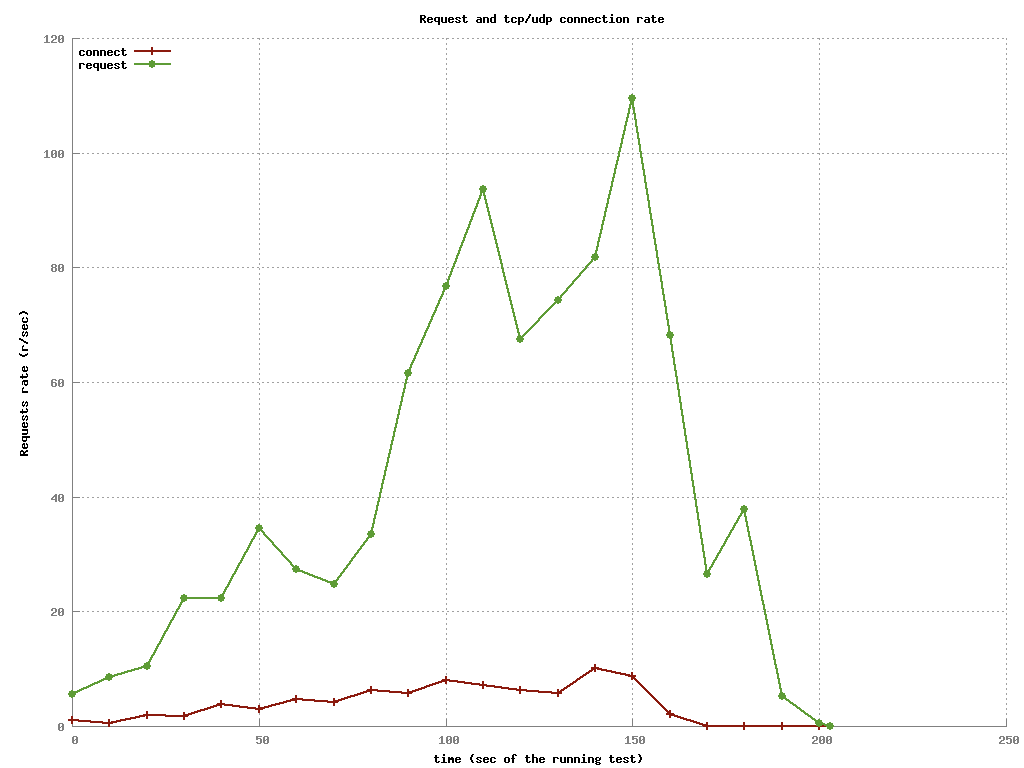 Request and tcp/udp connection rate
120
connect
request
100
80
60
40
20
0
Requests rate (r/sec)
0 50 100 150 200 250
time (sec of the running test)